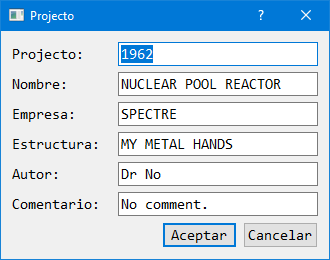 Projecto
Projecto: 1962
Nombre: NUCLEAR POOL REACTOR
Empresa: SPECTRE
Estructura: MY METAL HANDS
Autor: Dr No
Comentario: No comment.
Aceptar Cancelar